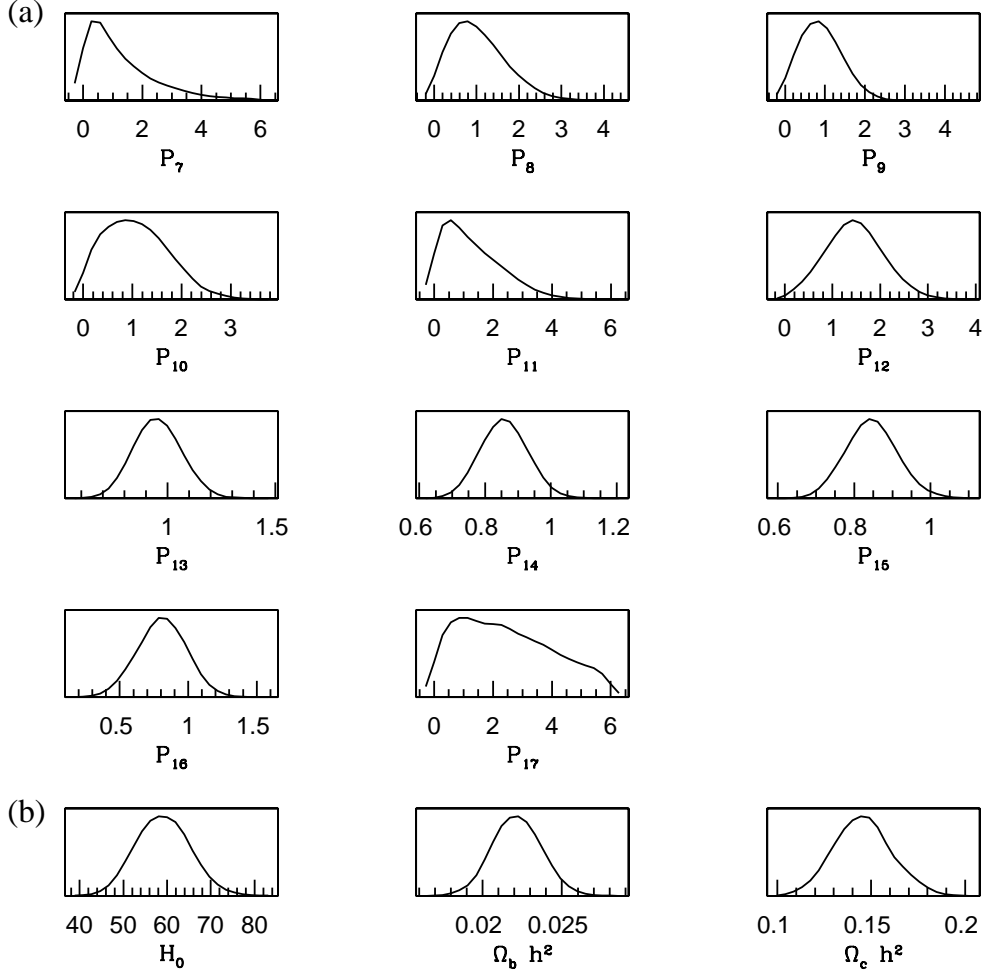 (a)
0 2 4 6
P₇
0 1 2 3 4
P₈
0 1 2 3 4
P₉
0 1 2 3
P₁₀
0 2 4 6
P₁₁
0 1 2 3 4
P₁₂
1 1.5
P₁₃
0.6 0.8 1 1.2
P₁₄
0.6 0.8 1
P₁₅
0.5 1 1.5
P₁₆
0 2 4 6
P₁₇
(b)
40 50 60 70 80
H₀
0.02 0.025
Ω_b h²
0.1 0.15 0.2
Ω_c h²